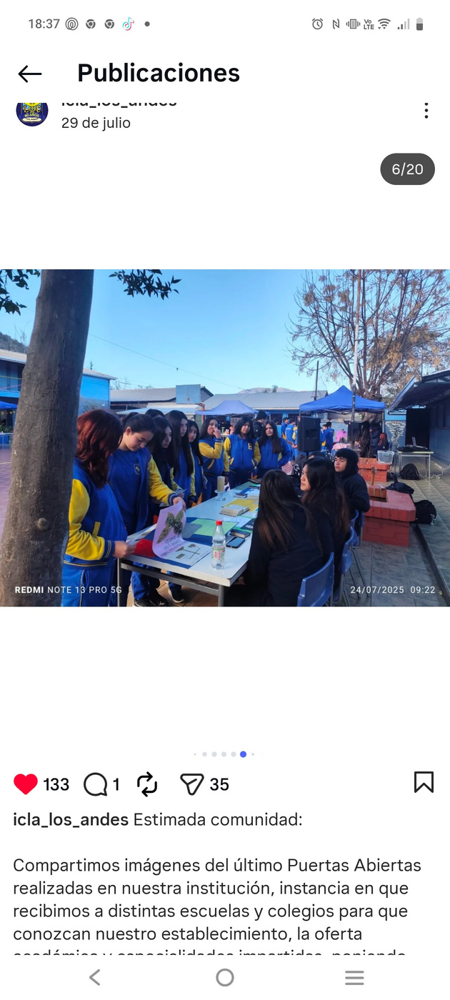 18:37
Vo
LTE
Publicaciones
icla_los_andes
29 de julio
6/20
REDMI NOTE 13 PRO 5G
24/07/2025 09:22
133
1
35
icla_los_andes Estimada comunidad:
Compartimos imágenes del último Puertas Abiertas
realizadas en nuestra institución, instancia en que
recibimos a distintas escuelas y colegios para que
conozcan nuestro establecimiento, la oferta
académica y especialidades impartidas, poniendo